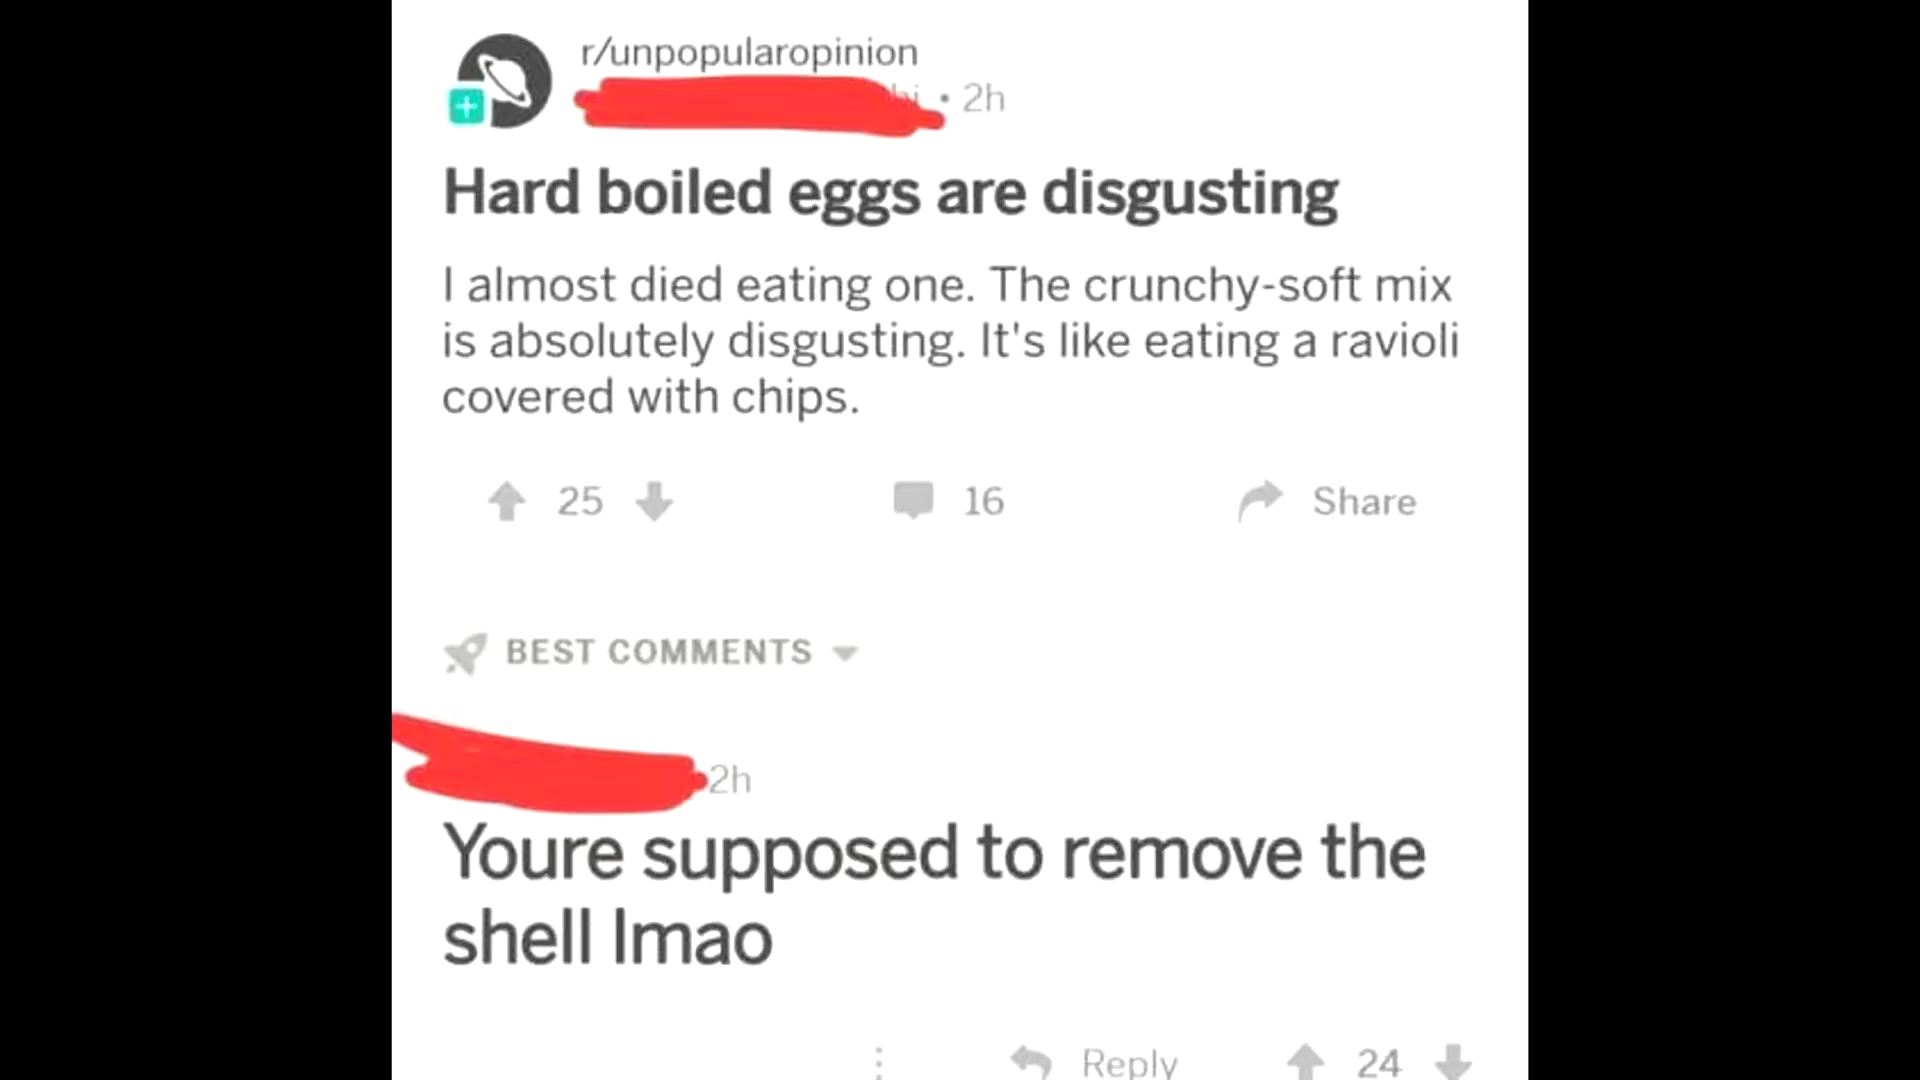 r/unpopularopinion
• 2h
Hard boiled eggs are disgusting
I almost died eating one. The crunchy-soft mix
is absolutely disgusting. It's like eating a ravioli
covered with chips.
25
16
Share
BEST COMMENTS
2h
Youre supposed to remove the
shell lmao
Reply
24